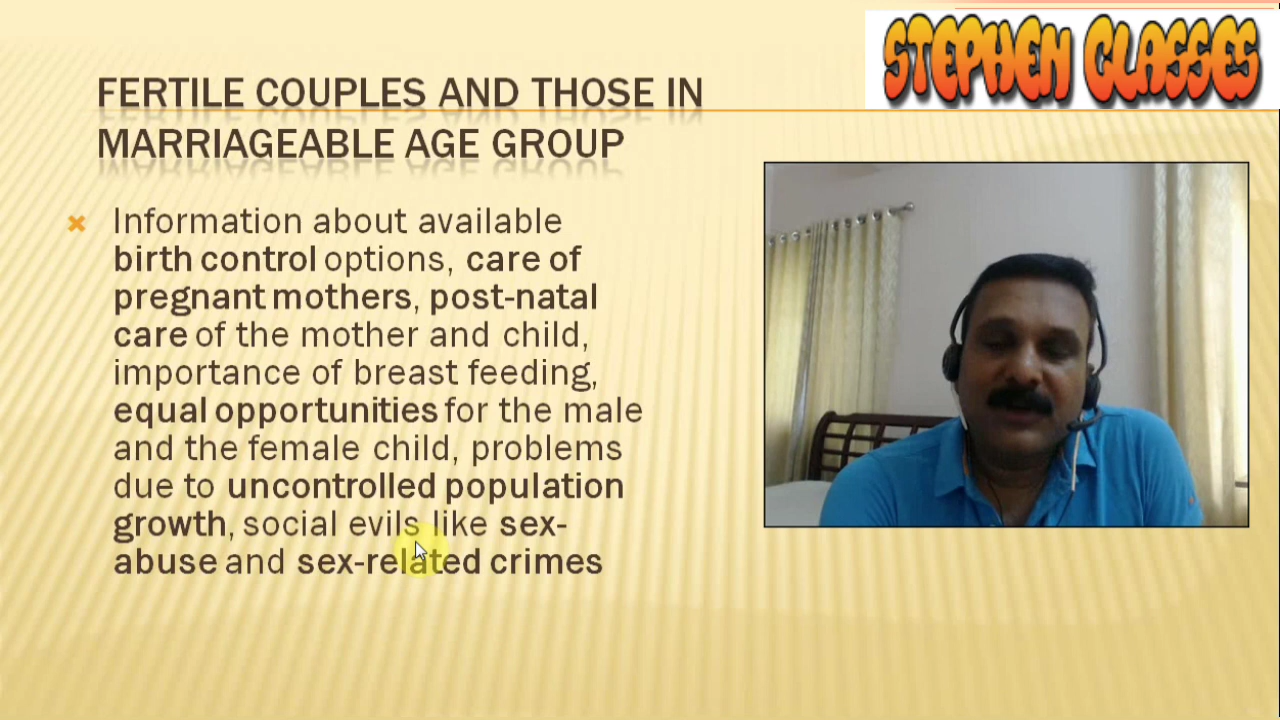 STEPHEN CLASSES
FERTILE COUPLES AND THOSE IN
MARRIAGEABLE AGE GROUP
Information about available
birth control options, care of
pregnant mothers, post-natal
care of the mother and child,
importance of breast feeding,
equal opportunities for the male
and the female child, problems
due to uncontrolled population
growth, social evils like sex-
abuse and sex-related crimes